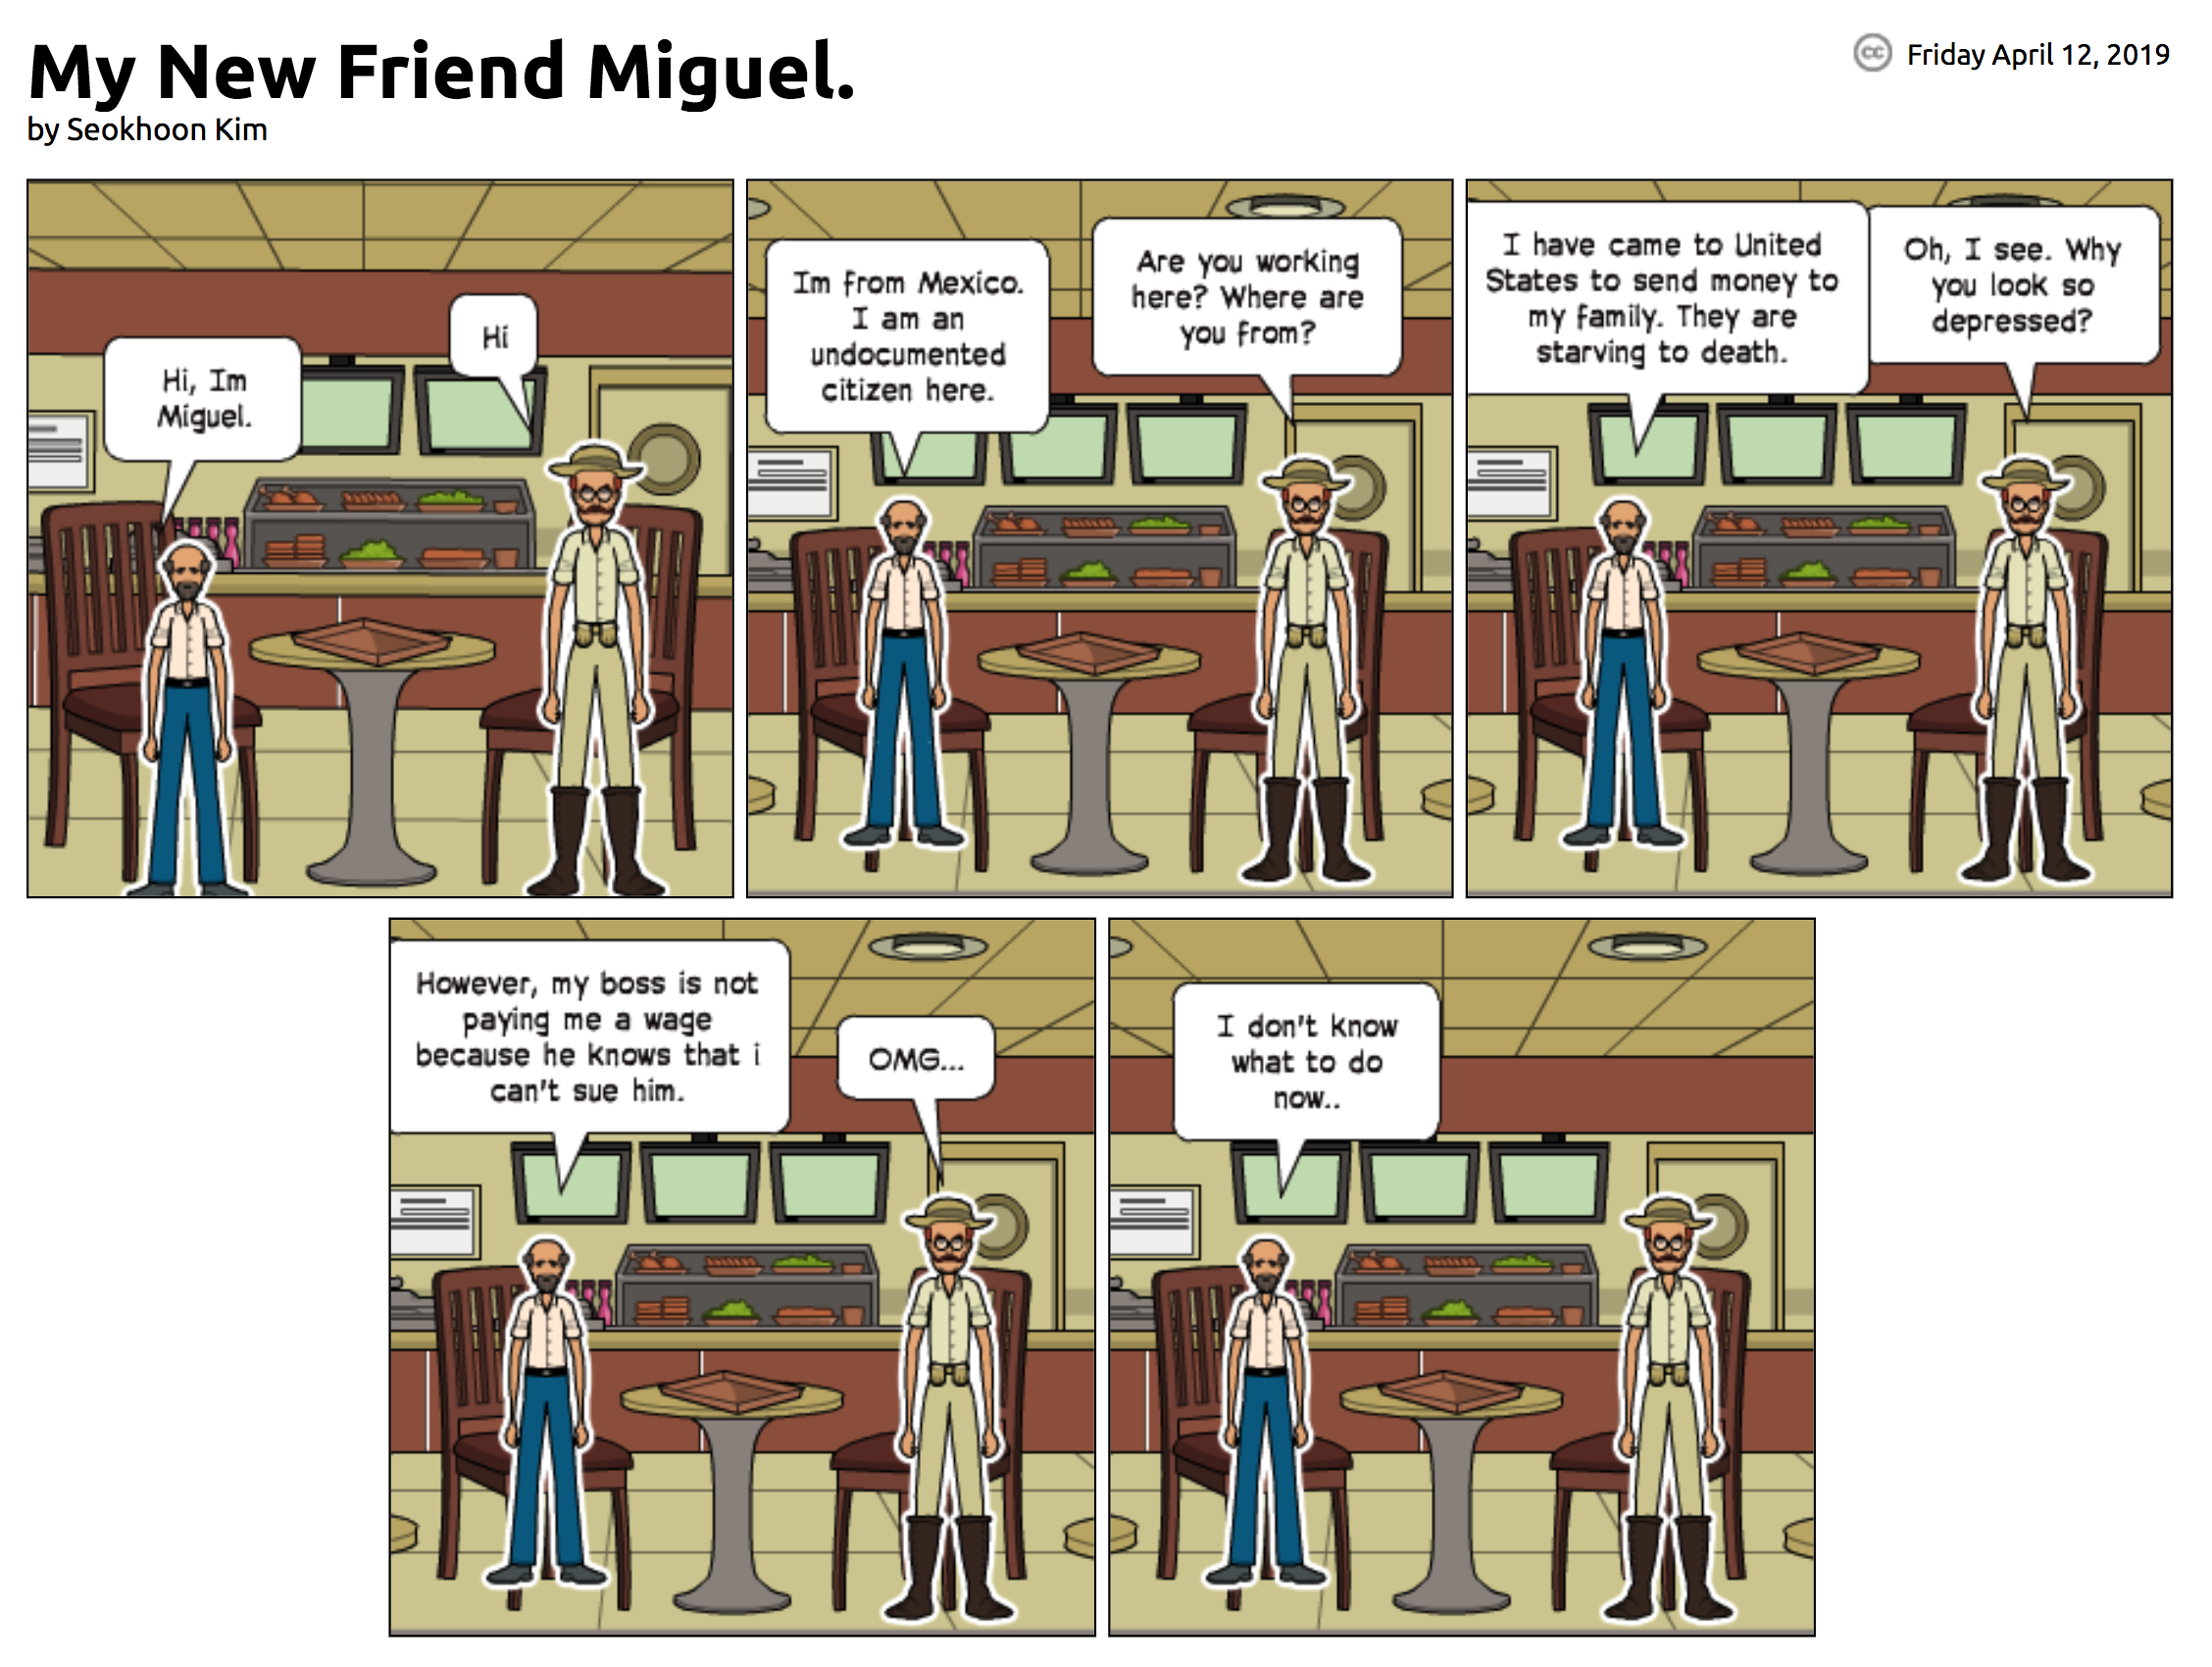 My New Friend Miguel.
by Seokhoon Kim
cc
Friday April 12, 2019
Hi, Im
Miguel.
Hi
Im from Mexico.
I am an
undocumented
citizen here.
Are you working
here? Where are
you from?
I have came to United
States to send money to
my family. They are
starving to death.
Oh, I see. Why
you look so
depressed?
However, my boss is not
paying me a wage
because he knows that i
can't sue him.
OMG...
I don't know
what to do
now..